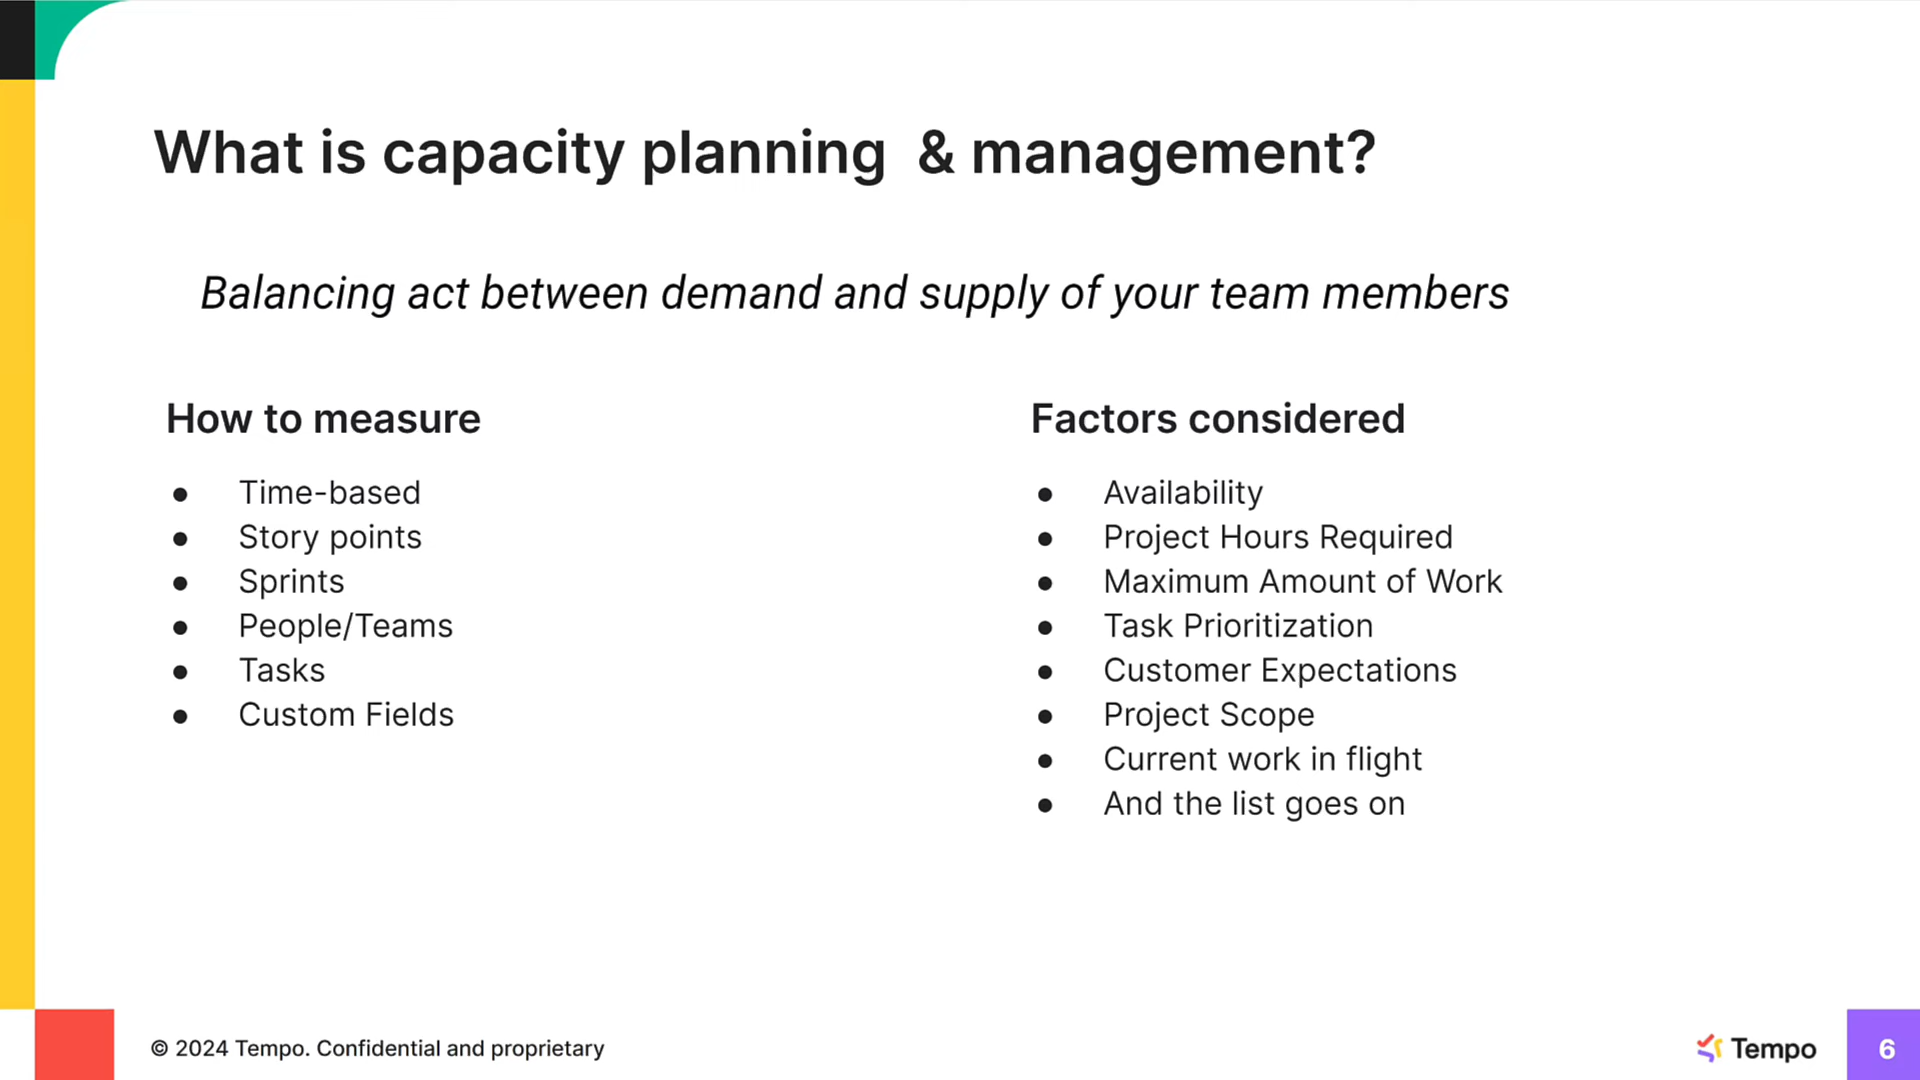 What is capacity planning  & management?
Balancing act between demand and supply of your team members
How to measure
● Time-based
● Story points
● Sprints
● People/Teams
● Tasks
● Custom Fields
Factors considered
● Availability
● Project Hours Required
● Maximum Amount of Work
● Task Prioritization
● Customer Expectations
● Project Scope
● Current work in flight
● And the list goes on
© 2024 Tempo. Confidential and proprietary
Tempo
6